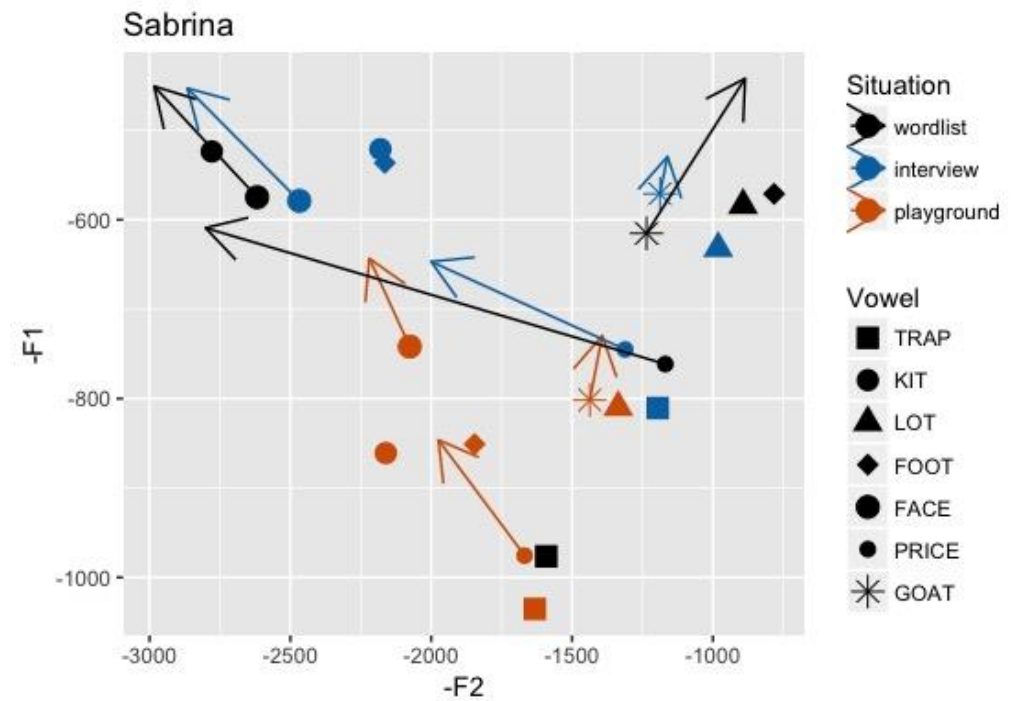 Sabrina
-F1
-600
-800
-1000
-3000
-2500
-2000
-1500
-1000
-F2
Situation
wordlist
interview
playground
Vowel
TRAP
KIT
LOT
FOOT
FACE
PRICE
GOAT